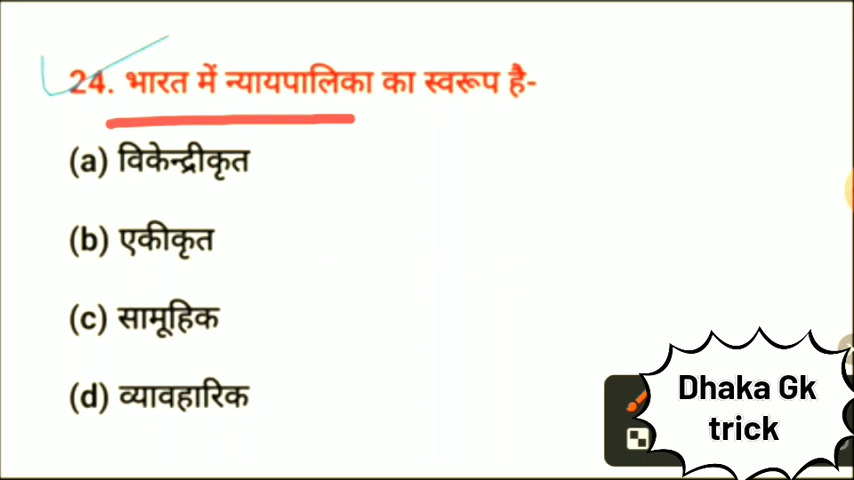 24. भारत में न्यायपालिका का स्वरूप है-
(a) विकेन्द्रीकृत
(b) एकीकृत
(c) सामूहिक
(d) व्यावहारिक
Dhaka Gk
trick